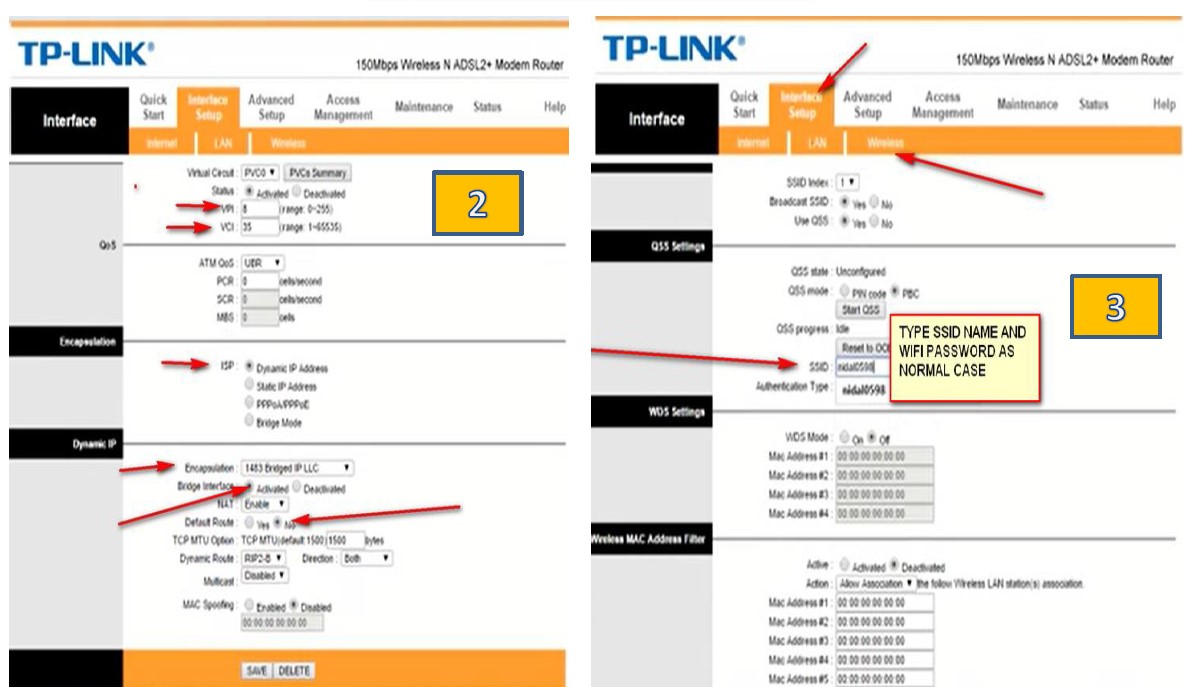 TP-LINK®
150Mbps Wireless N ADSL2+ Modem Router
Interface
Quick Start
Interface Setup
Advanced Setup
Access Management
Maintenance
Status
Help
Internet
LAN
Wireless
Virtual Circuit : PVC0 PVCs Summary
Status : Activated Deactivated
2
VPI : 8 (range: 0~255)
VCI : 35 (range: 1~65535)
QoS
ATM QoS : UBR
PCR : 0 cells/second
SCR : 0 cells/second
MBS : 0 cells
Encapsulation
ISP : Dynamic IP Address
Static IP Address
PPPoA/PPPoE
Bridge Mode
Dynamic IP
Encapsulation : 1483 Bridged IP LLC
Bridge Interface : Activated Deactivated
NAT : Enable
Default Route : Yes No
TCP MTU Option : TCP MTU(default:1500) 1500 bytes
Dynamic Route : RIP2-B Direction : Both
Multicast : Disabled
MAC Spoofing : Enabled Disabled
00:00:00:00:00:00
SAVE DELETE
TP-LINK®
150Mbps Wireless N ADSL2+ Modem Router
Interface
Quick Start
Interface Setup
Advanced Setup
Access Management
Maintenance
Status
Help
Internet
LAN
Wireless
SSID Index : 1
Broadcast SSID : Yes No
Use QSS : Yes No
QSS Settings
QSS state : Unconfigured
QSS mode : PIN code PBC
Start QSS
3
QSS progress : Idle
Reset to OO
TYPE SSID NAME AND
WIFI PASSWORD AS
NORMAL CASE
SSID : nidal0598
Authentication Type : nidal0598
WDS Settings
WDS Mode : On Off
Mac Address #1 : 00:00:00:00:00:00
Mac Address #2 : 00:00:00:00:00:00
Mac Address #3 : 00:00:00:00:00:00
Mac Address #4 : 00:00:00:00:00:00
Wireless MAC Address Filter
Active : Activated Deactivated
Action : Allow Association the follow Wireless LAN station(s) association.
Mac Address #1 : 00:00:00:00:00:00
Mac Address #2 : 00:00:00:00:00:00
Mac Address #3 : 00:00:00:00:00:00
Mac Address #4 : 00:00:00:00:00:00
Mac Address #5 : 00:00:00:00:00:00